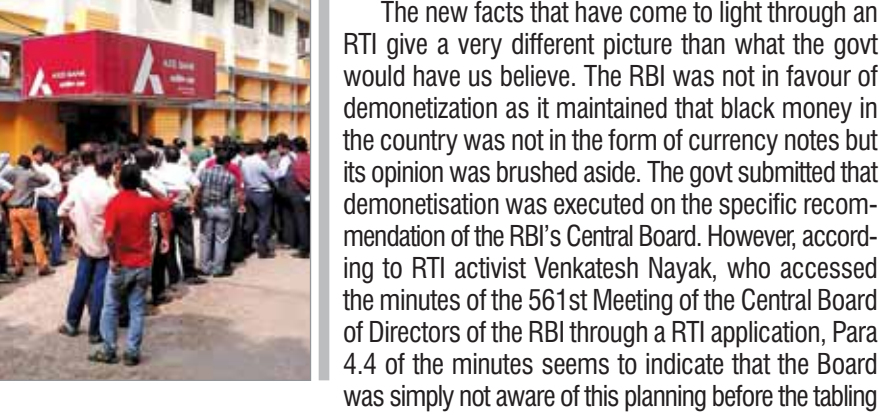 AXIS BANK
AXIS BANK
The new facts that have come to light through an
RTI give a very different picture than what the govt
would have us believe. The RBI was not in favour of
demonetization as it maintained that black money in
the country was not in the form of currency notes but
its opinion was brushed aside. The govt submitted that
demonetisation was executed on the specific recom-
mendation of the RBI's Central Board. However, accord-
ing to RTI activist Venkatesh Nayak, who accessed
the minutes of the 561st Meeting of the Central Board
of Directors of the RBI through a RTI application, Para
4.4 of the minutes seems to indicate that the Board
was simply not aware of this planning before the tabling